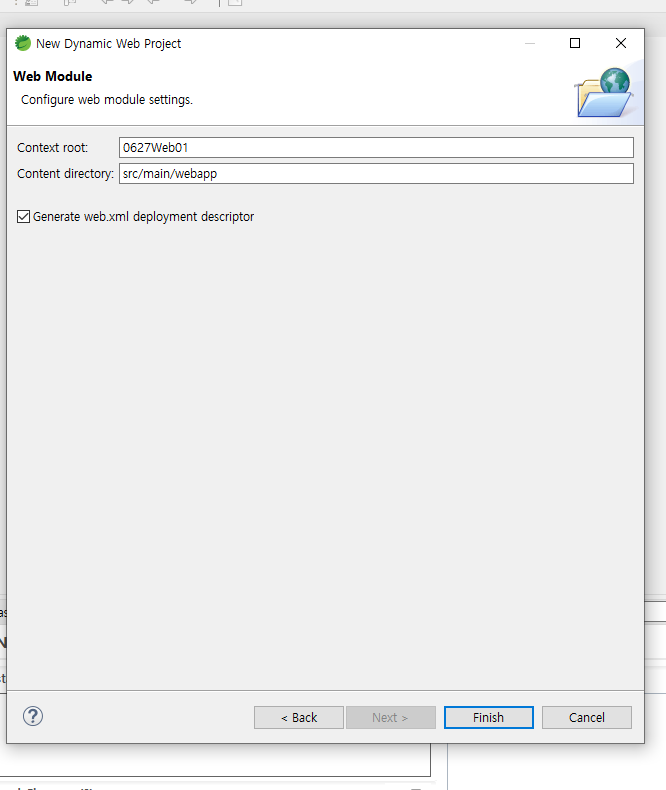 New Dynamic Web Project
Web Module
Configure web module settings.
Context root: 0627Web01
Content directory: src/main/webapp
Generate web.xml deployment descriptor
< Back Next > Finish Cancel